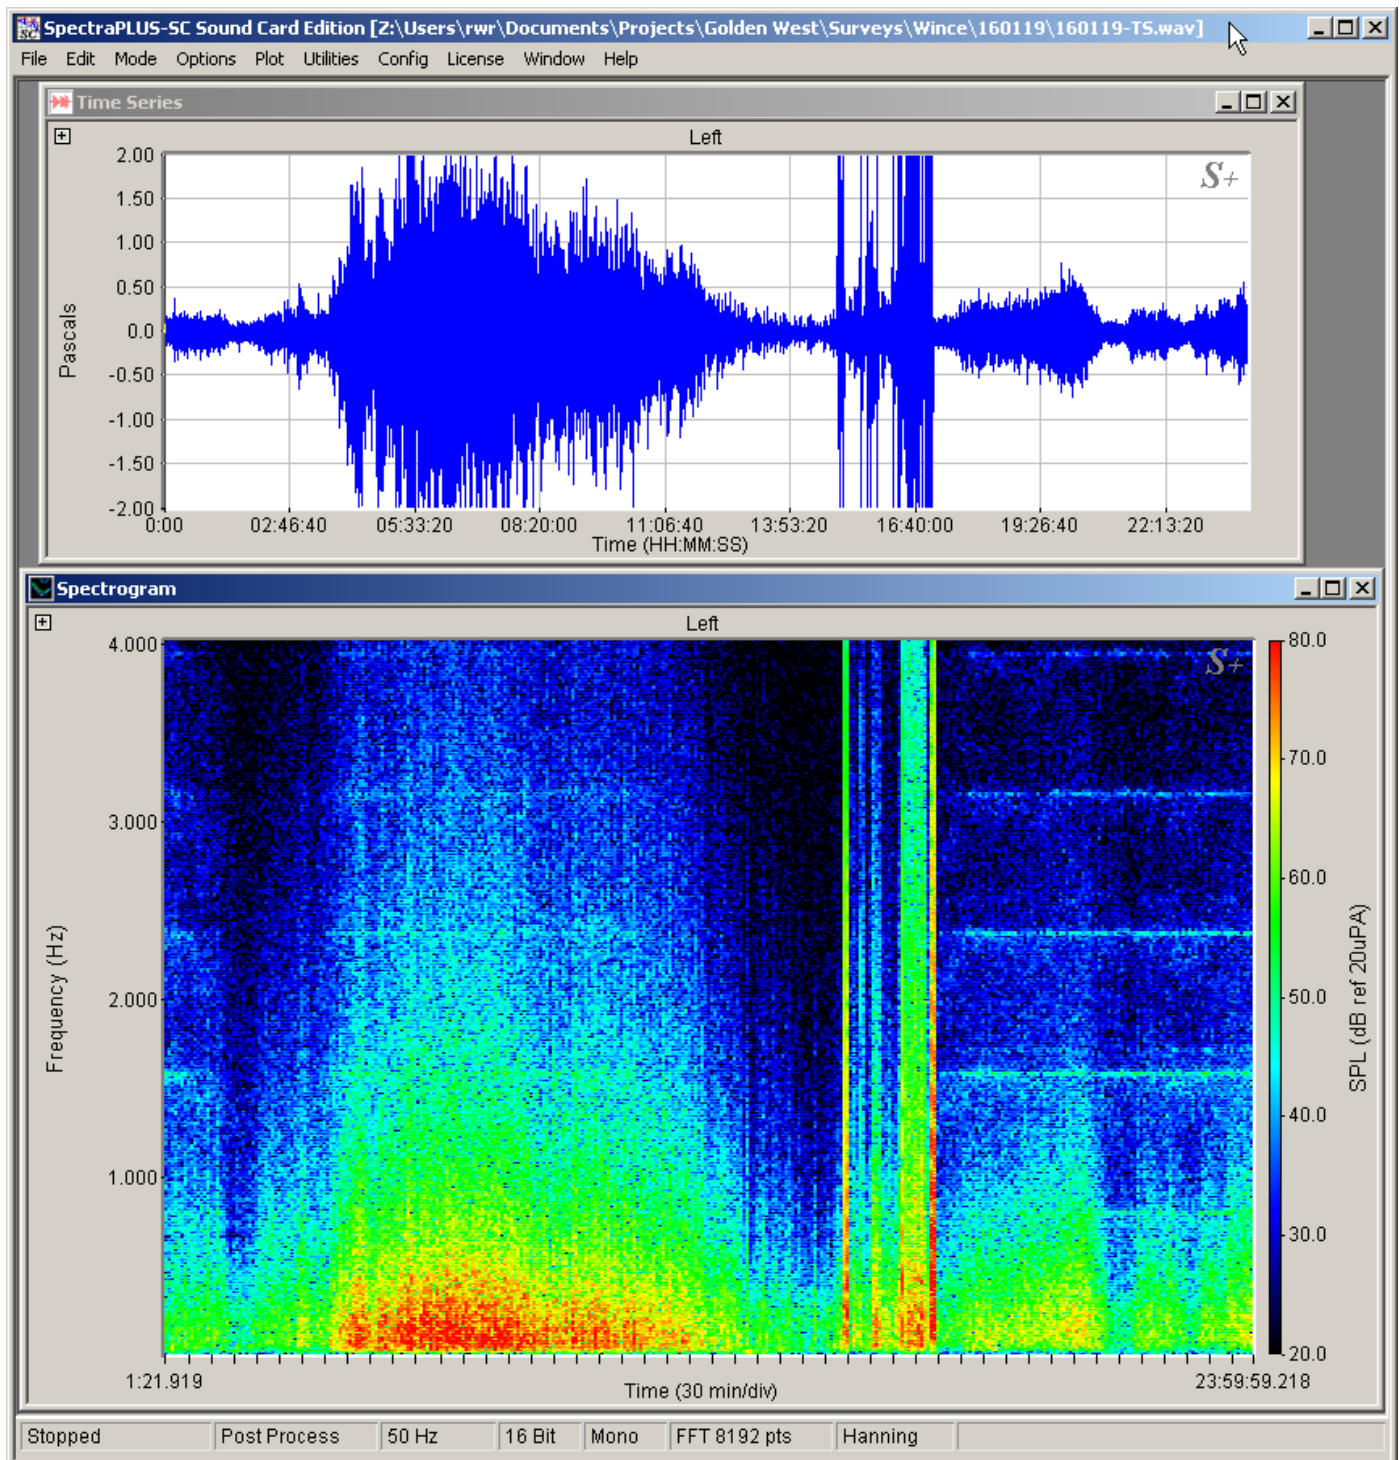 SpectraPLUS-SC Sound Card Edition [Z:\Users\rwr\Documents\Projects\Golden West\Surveys\Wince\160119\160119-TS.wav]
File Edit Mode Options Plot Utilities Config License Window Help
Time Series
Left
S+
2.00
1.50
1.00
0.50
0.0
-0.50
-1.00
-1.50
-2.00
Pascals
0:00 02:46:40 05:33:20 08:20:00 11:06:40 13:53:20 16:40:00 19:26:40 22:13:20
Time (HH:MM:SS)
Spectrogram
Left
S+
4.000
3.000
2.000
1.000
Frequency (Hz)
80.0
70.0
60.0
50.0
40.0
30.0
20.0
SPL (dB ref 20uPA)
1:21.919 23:59:59.218
Time (30 min/div)
Stopped Post Process 50 Hz 16 Bit Mono FFT 8192 pts Hanning